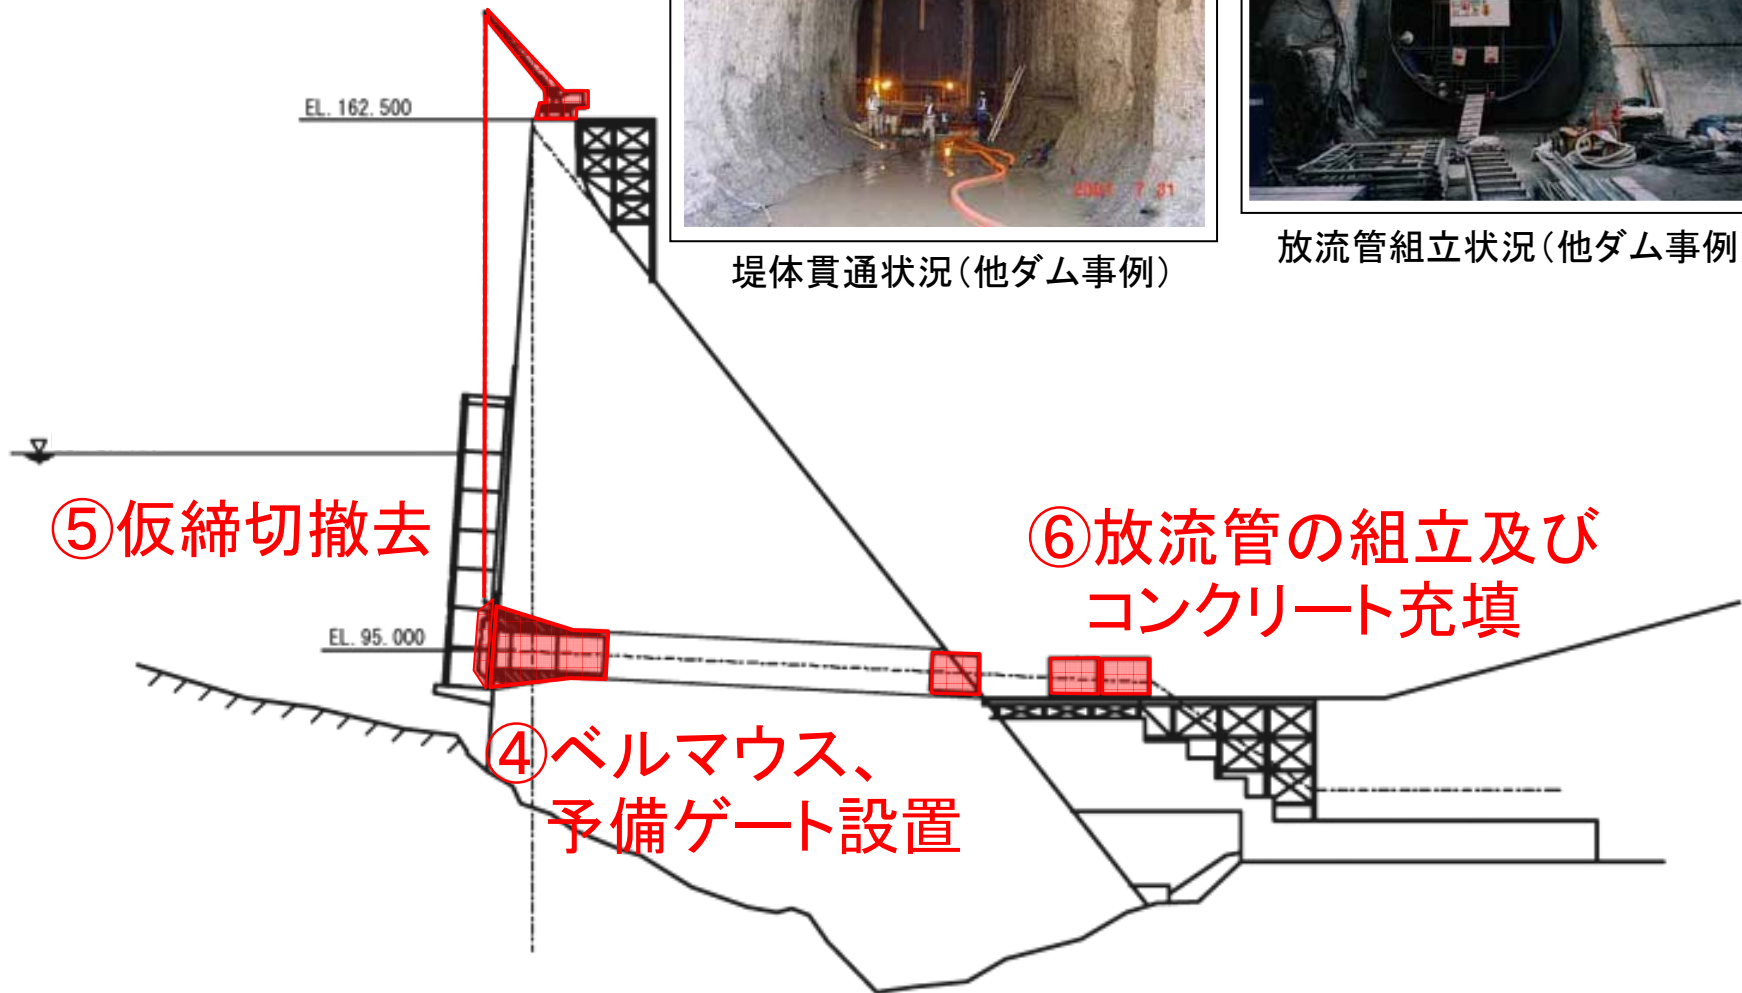 EL. 162.500
2001 7 31
堤体貫通状況（他ダム事例）
放流管組立状況（他ダム事例
⑤仮締切撤去
⑥放流管の組立及び
コンクリート充填
EL. 95.000
④ベルマウス、
予備ゲート設置